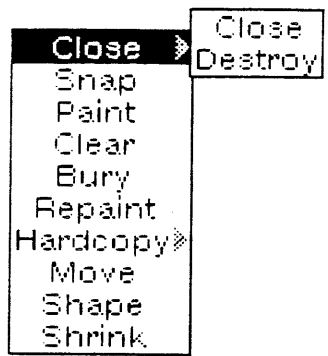 Close
Snap
Paint
Clear
Bury
Repaint
Hardcopy
Move
Shape
Shrink
Close
Destroy